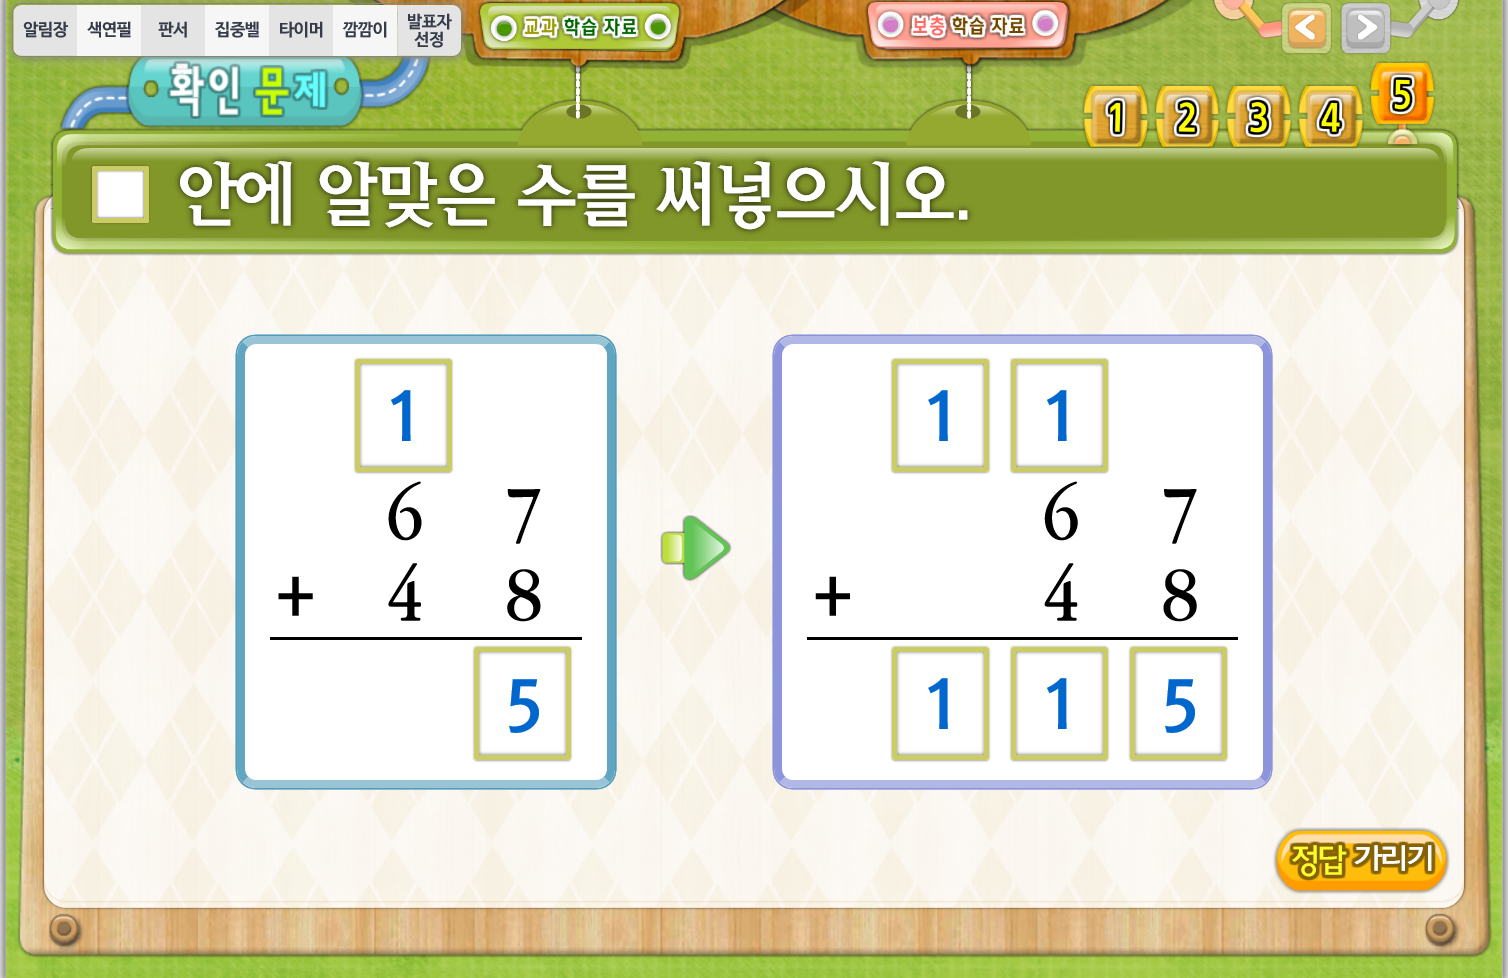 알림장 색연필 판서 집중벨 타이머 깜깜이 발표자 선정
교과 학습 자료 보충 학습 자료
확인 문제
1 2 3 4 5
안에 알맞은 수를 써넣으시오.
1
6 7
+ 4 8
5
1 1
6 7
+ 4 8
1 1 5
정답 가리기